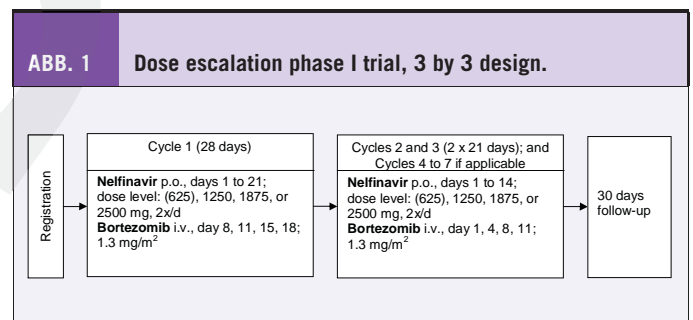 ABB. 1
Dose escalation phase I trial, 3 by 3 design.
Registration
Cycle 1 (28 days)
Nelfinavir p.o., days 1 to 21;
dose level: (625), 1250, 1875, or
2500 mg, 2x/d
Bortezomib i.v., day 8, 11, 15, 18;
1.3 mg/m²
Cycles 2 and 3 (2 x 21 days); and
Cycles 4 to 7 if applicable
Nelfinavir p.o., days 1 to 14;
dose level: (625), 1250, 1875, or
2500 mg, 2x/d
Bortezomib i.v., day 1, 4, 8, 11;
1.3 mg/m²
30 days
follow-up